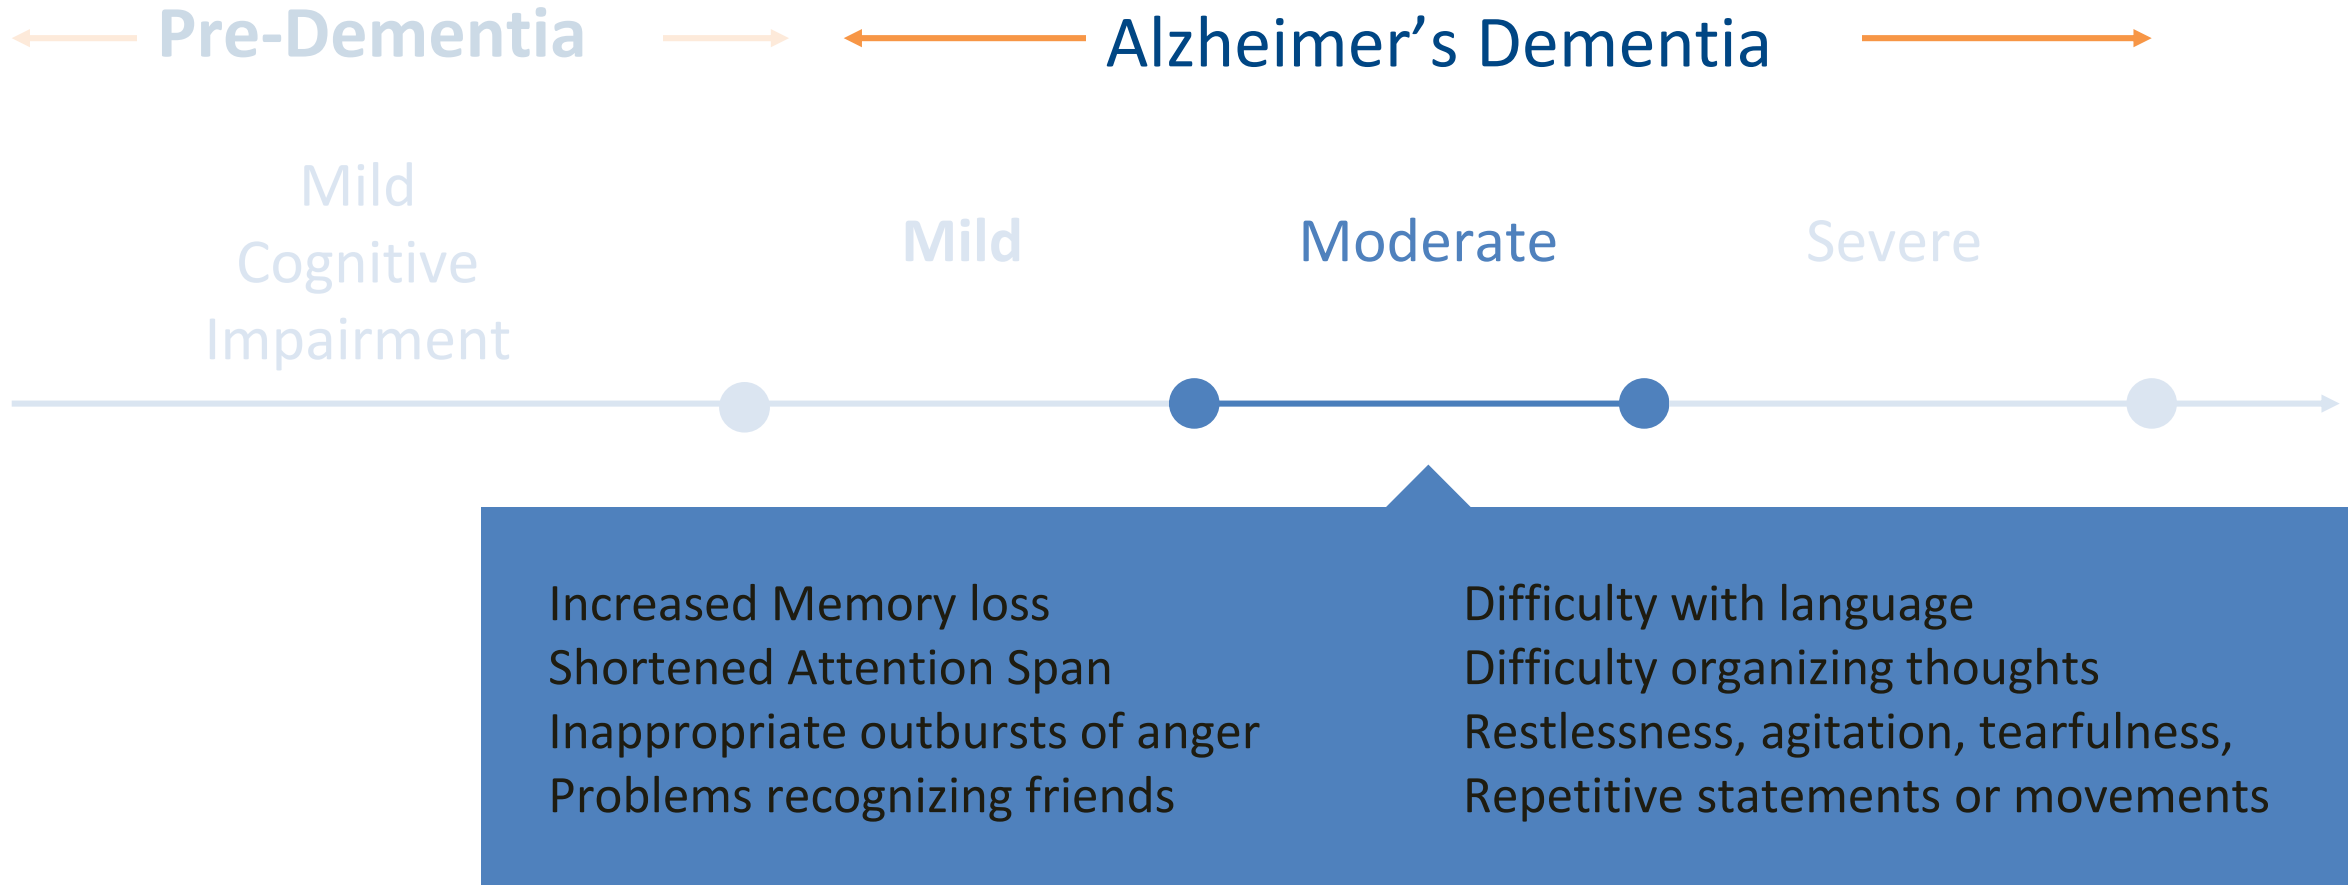 Pre-Dementia
Alzheimer’s Dementia
Mild
Cognitive
Impairment
Mild
Moderate
Severe
Increased Memory loss
Shortened Attention Span
Inappropriate outbursts of anger
Problems recognizing friends
Difficulty with language
Difficulty organizing thoughts
Restlessness, agitation, tearfulness,
Repetitive statements or movements